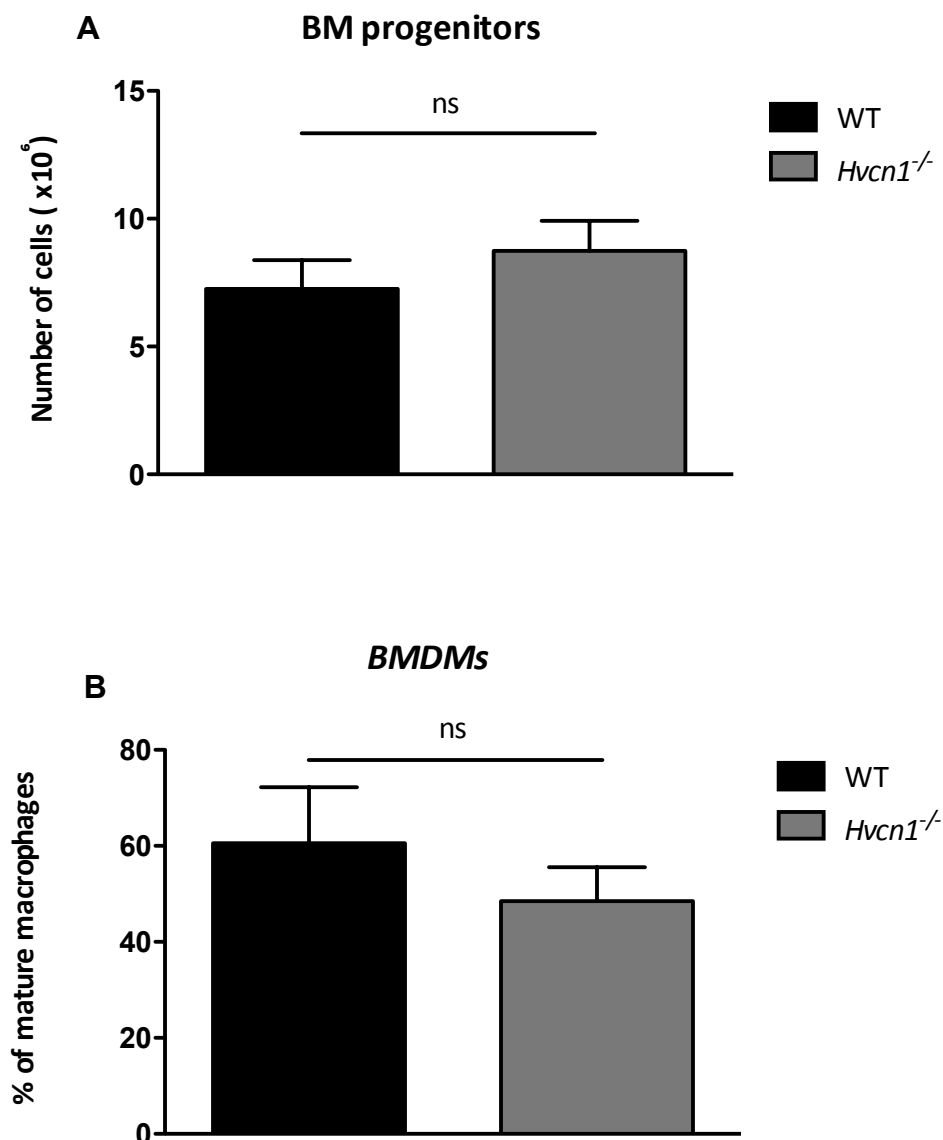 A
BM progenitors
15
10
5
0
Number of cells ( x10⁶)
ns
WT
Hvcn1-/-
BMDMs
B
80
60
40
20
0
% of mature macrophages
ns
WT
Hvcn1-/-